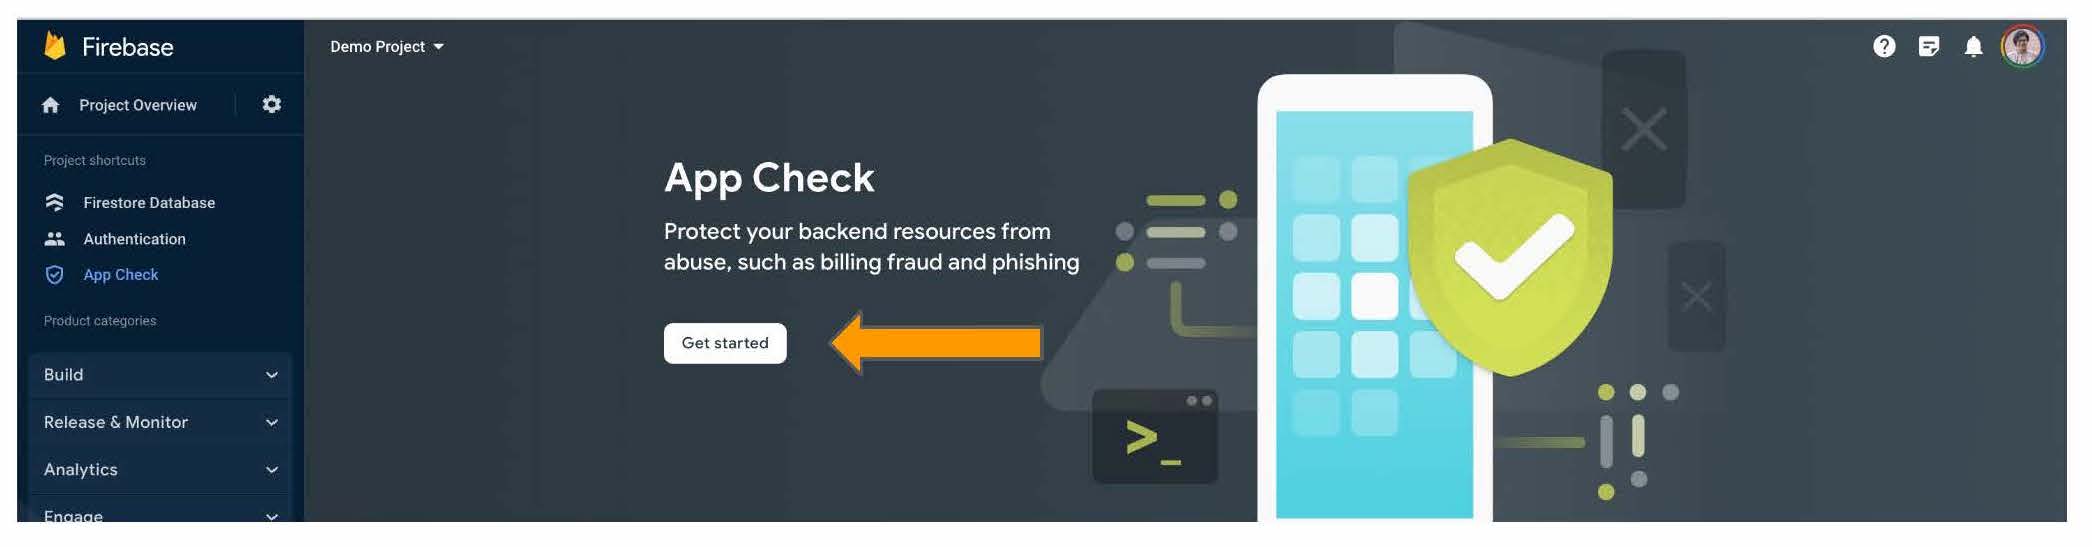 Firebase
Demo Project
Project Overview
Project shortcuts
Firestore Database
Authentication
App Check
Product categories
Build
Release & Monitor
Analytics
Engage
App Check
Protect your backend resources from
abuse, such as billing fraud and phishing
Get started
>_